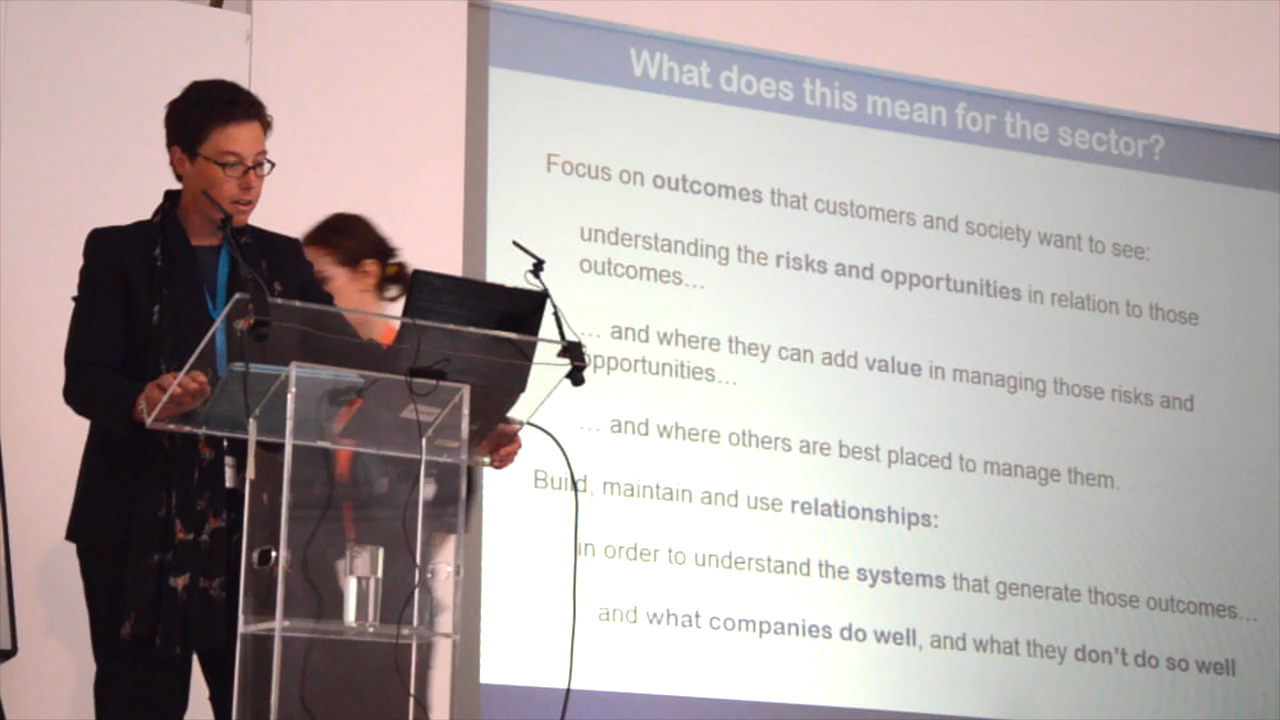 What does this mean for the sector?
Focus on outcomes that customers and society want to see:
understanding the risks and opportunities in relation to those
outcomes…
… and where they can add value in managing those risks and
opportunities…
… and where others are best placed to manage them.
Build, maintain and use relationships:
in order to understand the systems that generate those outcomes…
and what companies do well, and what they don't do so well